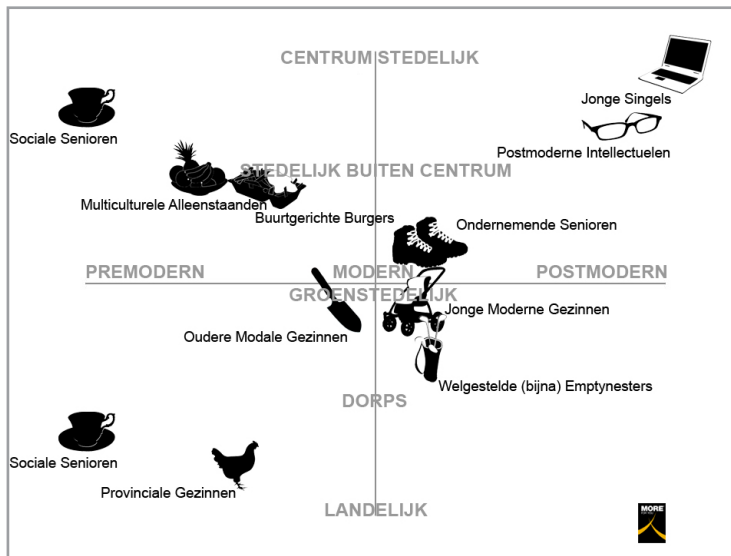 CENTRUM STEDELIJK
Jonge Singels
Sociale Senioren
Postmoderne Intellectuelen
STEDELIJK BUITEN CENTRUM
Multiculturele Alleenstaanden
Buurtgerichte Burgers
Ondernemende Senioren
PREMODERN
MODERN
POSTMODERN
GROENSTEDELIJK
Jonge Moderne Gezinnen
Oudere Modale Gezinnen
Welgestelde (bijna) Emptynesters
DORPS
Sociale Senioren
Provinciale Gezinnen
LANDELIJK
MORE